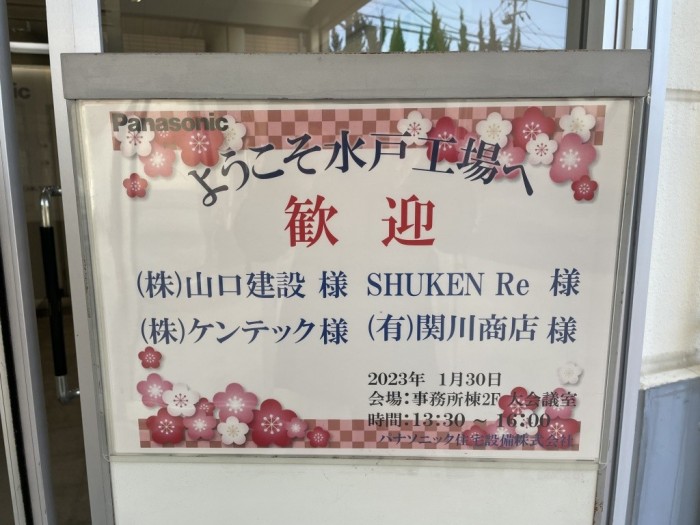 Panasonic
ようこそ水戸工場へ
歓迎
(株)山口建設 様 SHUKEN Re 様
(株)ケンテック様 (有)関川商店 様
2023年 1月30日
会場:事務所棟2F 大会議室
時間:13:30 ~ 16:00
パナソニック住宅設備株式会社